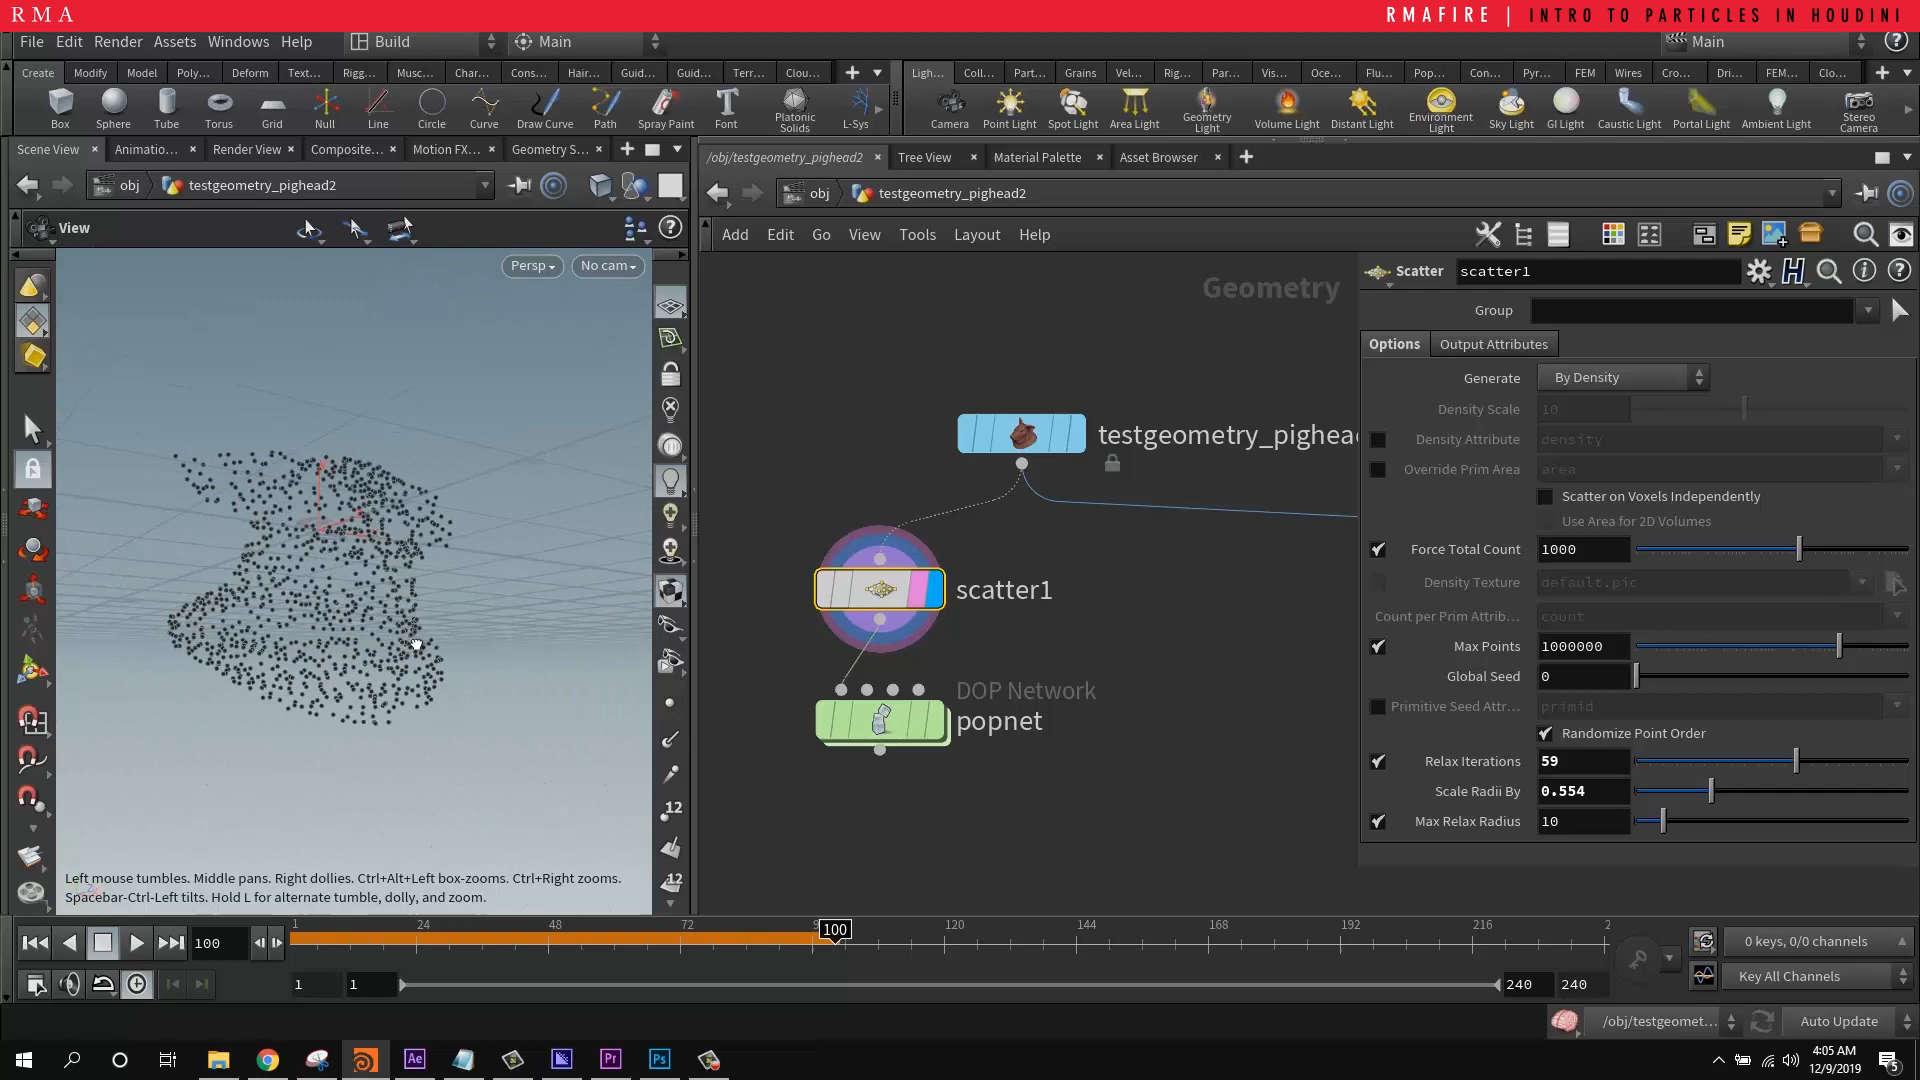 RMA
RMAFIRE | INTRO TO PARTICLES IN HOUDINI
File Edit Render Assets Windows Help Build Main Main
Create Modify Model Poly... Deform Text... Rigg... Musc... Char... Cons... Hair... Guid... Guid... Terr... Clou...
Ligh... Coll... Part... Grains Vel... Rig... Par... Vis... Oce... Flu... Pop... Con... Pyr... FEM Wires Cro... Dri... FEM... Clo...
Box Sphere Tube Torus Grid Null Line Circle Curve Draw Curve Path Spray Paint Font Platonic Solids L-Sys
Camera Point Light Spot Light Area Light Geometry Light Volume Light Distant Light Environment Light Sky Light GI Light Caustic Light Portal Light Ambient Light Stereo Camera
Scene View Animatio... Render View Composite... Motion FX... Geometry S...
/obj/testgeometry_pighead2 Tree View Material Palette Asset Browser
obj testgeometry_pighead2
obj testgeometry_pighead2
View
Add Edit Go View Tools Layout Help
Persp No cam
Geometry
Scatter scatter1
Group
Options Output Attributes
Generate By Density
Density Scale 10
Density Attribute density
Override Prim Area area
Scatter on Voxels Independently
Use Area for 2D Volumes
Force Total Count 1000
Density Texture default.pic
Count per Prim Attrib... count
Max Points 1000000
Global Seed 0
Primitive Seed Attr... primid
Randomize Point Order
Relax Iterations 59
Scale Radii By 0.554
Max Relax Radius 10
testgeometry_pighead
scatter1
DOP Network
popnet
12
12
Left mouse tumbles. Middle pans. Right dollies. Ctrl+Alt+Left box-zooms. Ctrl+Right zooms.
Spacebar-Ctrl-Left tilts. Hold L for alternate tumble, dolly, and zoom.
1 24 48 72 9 100 120 144 168 192 216 2
100
0 keys, 0/0 channels
1 1 240 240
Key All Channels
/obj/testgeomet... Auto Update
Ae Pr Ps
4:05 AM
12/9/2019
5